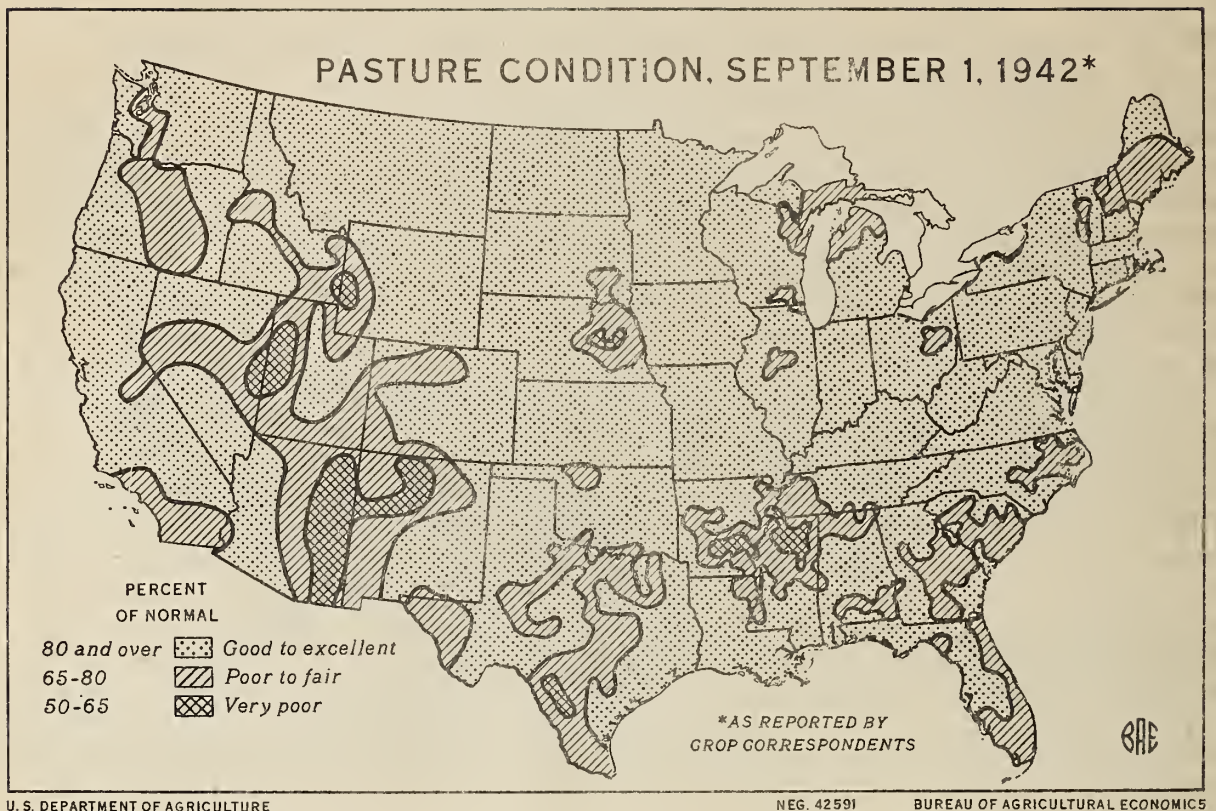 PASTURE CONDITION, SEPTEMBER 1, 1942*
PERCENT
OF NORMAL
80 and over Good to excellent
65-80 Poor to fair
50-65 Very poor
*AS REPORTED BY
CROP CORRESPONDENTS
BAE
U.S. DEPARTMENT OF AGRICULTURE NEG. 42591 BUREAU OF AGRICULTURAL ECONOMICS